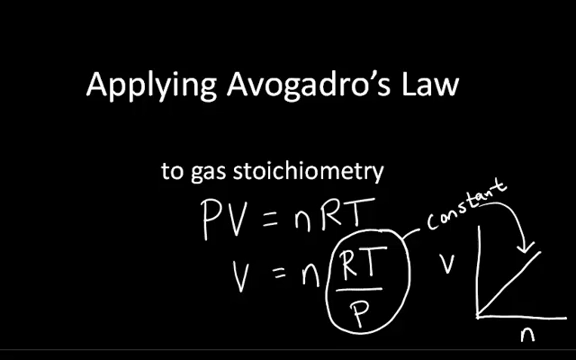 Applying Avogadro's Law
to gas stoichiometry
PV = nRT
constant
V = n RT/P
V
n